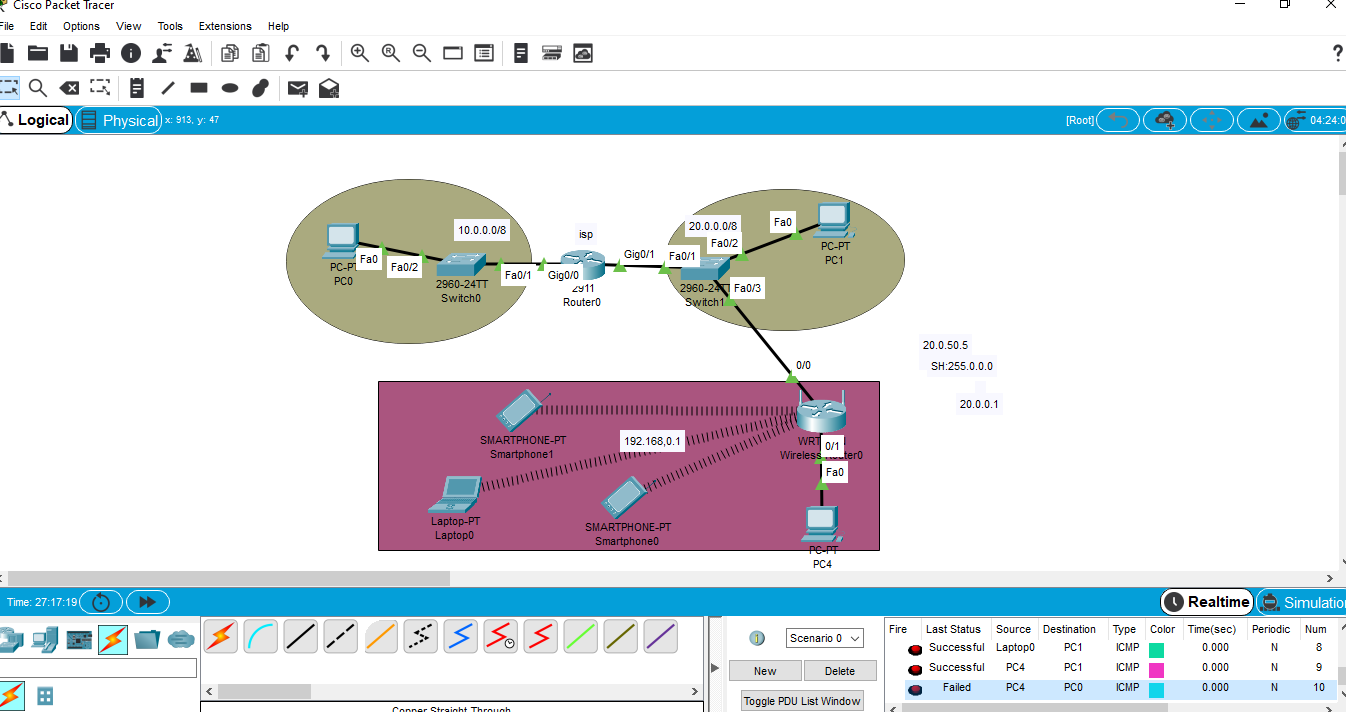 Cisco Packet Tracer
File Edit Options View Tools Extensions Help
?
Logical Physical x: 913, y: 47 [Root] 04:24:0
10.0.0.0/8 isp 20.0.0.0/8 Fa0
Fa0 Fa0/2 Fa0/1 Gig0/0 Gig0/1 Fa0/1 Fa0/2
PC-PT
PC0
2960-24TT
Switch0
2911
Router0
2960-24TT
Switch1
Fa0/3
PC-PT
PC1
20.0.50.5
SH:255.0.0.0
20.0.0.1
0/0
SMARTPHONE-PT
Smartphone1
192.168,0.1
WRT
Wireless Router0
0/1
Fa0
Laptop-PT
Laptop0
SMARTPHONE-PT
Smartphone0
PC-PT
PC4
Time: 27:17:19 Realtime Simulation
Scenario 0
New Delete
Toggle PDU List Window
Copper Straight-Through
Fire Last Status Source Destination Type Color Time(sec) Periodic Num
Successful Laptop0 PC1 ICMP 0.000 N 8
Successful PC4 PC1 ICMP 0.000 N 9
Failed PC4 PC0 ICMP 0.000 N 10